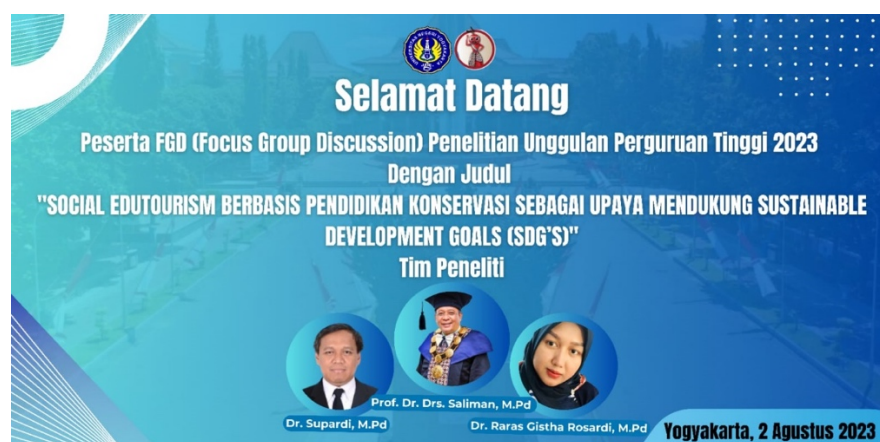 Selamat Datang
Peserta FGD (Focus Group Discussion) Penelitian Unggulan Perguruan Tinggi 2023
Dengan Judul
"SOCIAL EDUTOURISM BERBASIS PENDIDIKAN KONSERVASI SEBAGAI UPAYA MENDUKUNG SUSTAINABLE
DEVELOPMENT GOALS (SDG'S)"
Tim Peneliti
Prof. Dr. Drs. Saliman, M.Pd
Dr. Supardi, M.Pd
Dr. Raras Gistha Rosardi, M.Pd
Yogyakarta, 2 Agustus 2023